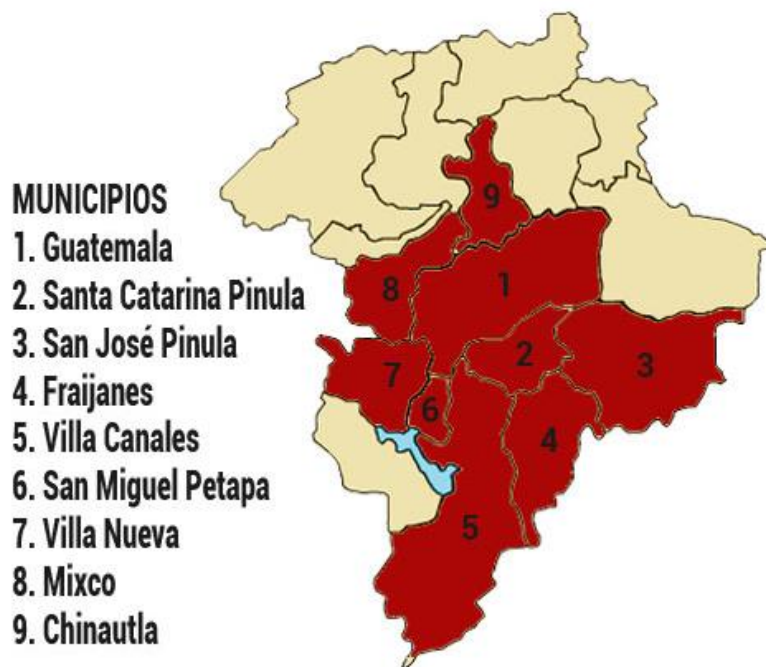 MUNICIPIOS
1. Guatemala
2. Santa Catarina Pinula
3. San José Pinula
4. Fraijanes
5. Villa Canales
6. San Miguel Petapa
7. Villa Nueva
8. Mixco
9. Chinautla
9
8
1
2
3
7
6
4
5